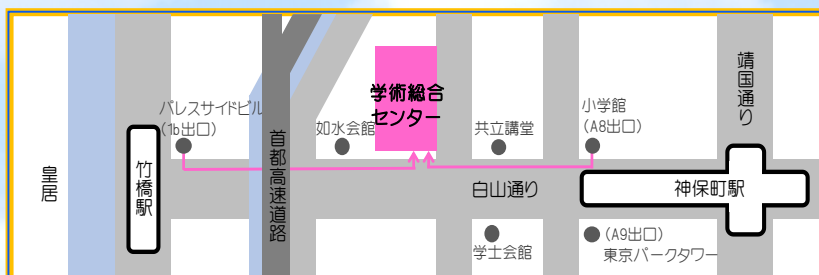 皇居
竹橋駅
パレスサイドビル
(1b出口)
首都高速道路
如水会館
学術総合
センター
共立講堂
小学館
(A8出口)
靖国通り
白山通り
神保町駅
学士会館
(A9出口)
東京パークタワー